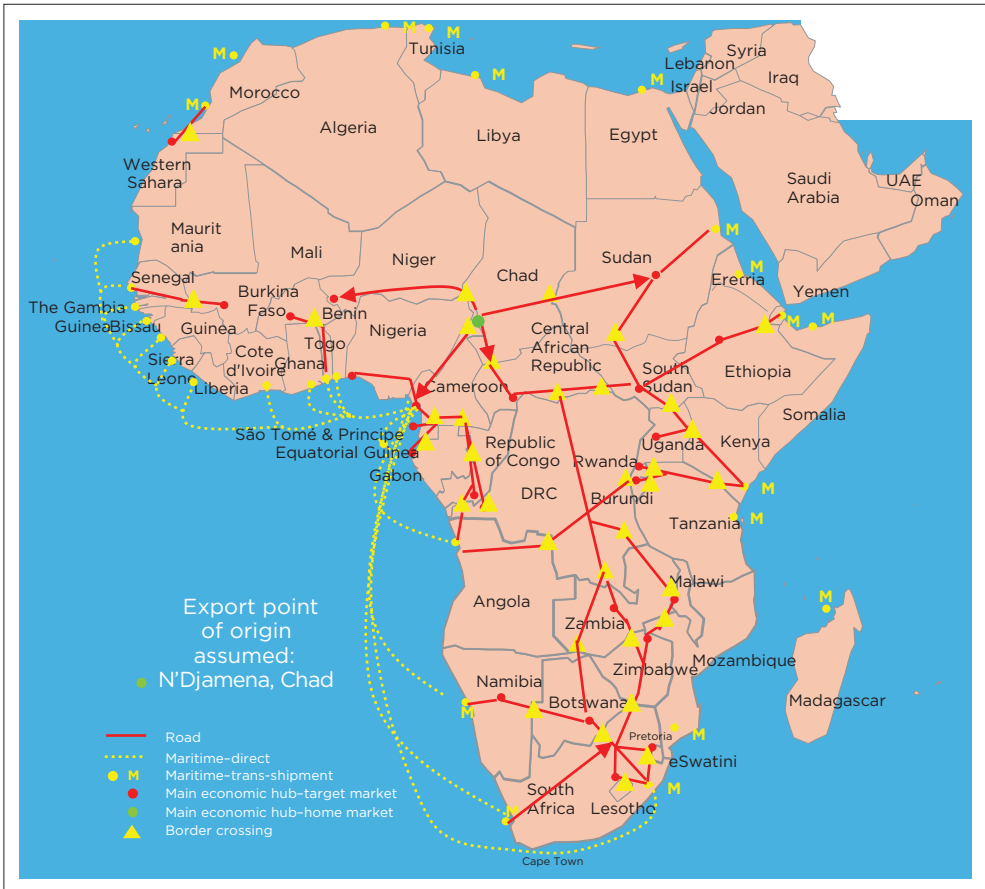 M
M
M
Tunisia
Syria
Lebanon
Iraq
Israel
Jordan
M
M
M
Morocco
Algeria
Libya
Egypt
Western
Sahara
Saudi
Arabia
UAE
Oman
Maurit
ania
Mali
Niger
Chad
Sudan
M
Eretria
M
Yemen
Senegal
The Gambia
GuineaBissau
Guinea
Burkina
Faso
Benin
Nigeria
Togo
Ghana
Cote
d'Ivoire
Sierra
Leone
Liberia
Central
African
Republic
Cameroon
South
Sudan
Ethiopia
M
M
Somalia
São Tomé & Principe
Equatorial Guinea
Gabon
Republic
of Congo
DRC
Rwanda
Burundi
Uganda
Kenya
M
Tanzania
M
Angola
Malawi
Zambia
M
Mozambique
Zimbabwe
Madagascar
Namibia
M
Botswana
Pretoria
M
eSwatini
South
Africa
Lesotho
M
M
Cape Town
Export point
of origin
assumed:
N'Djamena, Chad
Road
Maritime–direct
M Maritime–trans-shipment
Main economic hub–target market
Main economic hub–home market
Border crossing